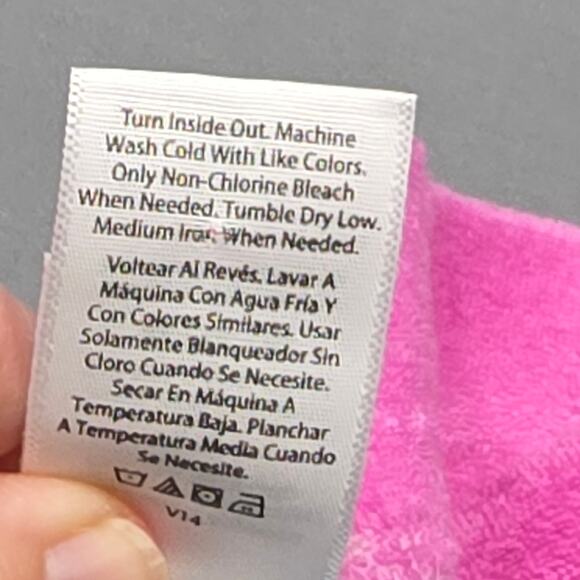 Turn Inside Out. Machine
Wash Cold With Like Colors.
Only Non-Chlorine Bleach
When Needed. Tumble Dry Low.
Medium Iron When Needed.
Voltear Al Revés. Lavar A
Máquina Con Agua Fría Y
Con Colores Similares. Usar
Solamente Blanqueador Sin
Cloro Cuando Se Necesite.
Secar En Máquina A
Temperatura Baja. Planchar
A Temperatura Media Cuando
Se Necesite.
V14